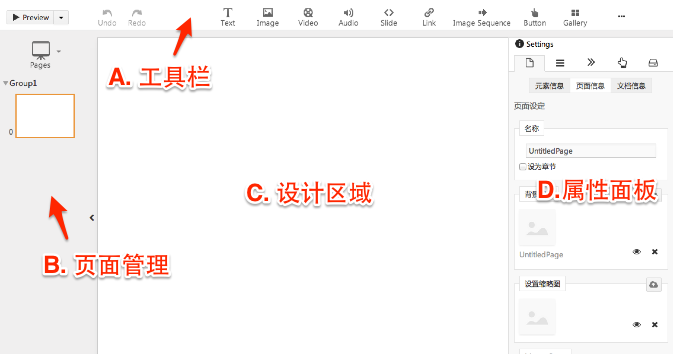 Preview
Undo
Redo
Text
Image
Video
Audio
Slide
Link
Image Sequence
Button
Gallery
A. 工具栏
Pages
Group1
0
B. 页面管理
C. 设计区域
Settings
元素信息
页面信息
文档信息
页面设定
名称
UntitledPage
设为章节
背景
D.属性面板
UntitledPage
设置缩略图